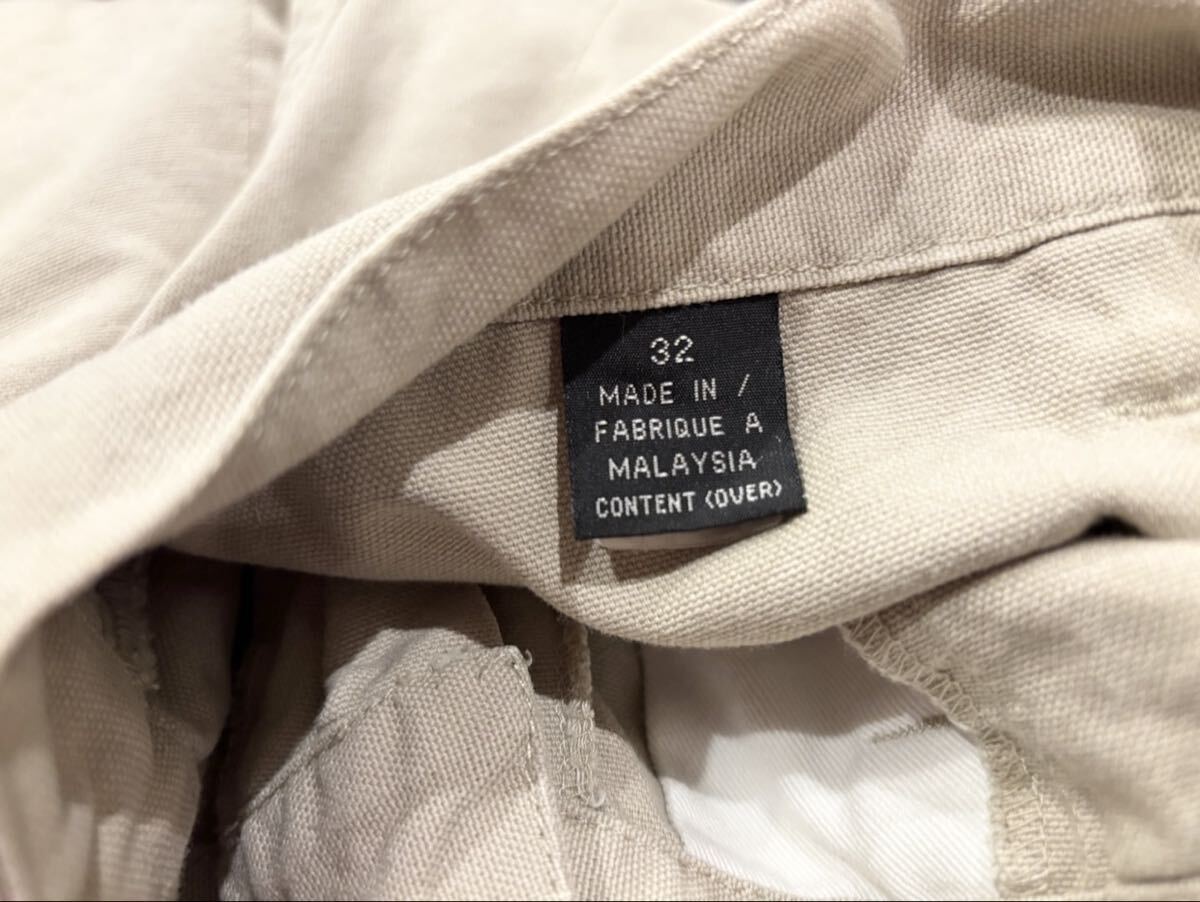 32
MADE IN /
FABRIQUE A
MALAYSIA
CONTENT (OVER)